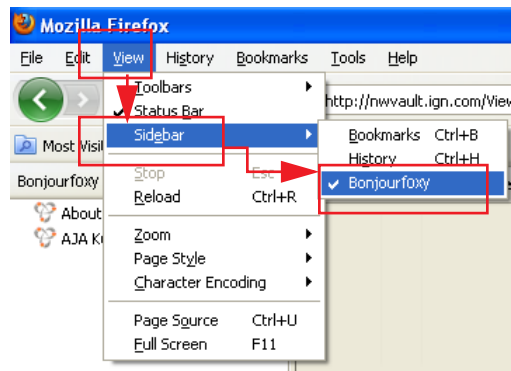 Mozilla Firefox
File Edit View History Bookmarks Tools Help
Toolbars
http://nwvault.ign.com/View
Status Bar
Most Visi
Sidebar
Bookmarks Ctrl+B
History Ctrl+H
Bonjourfoxy
Bonjourfoxy
Stop Esc
Reload Ctrl+R
About
AJA K
Zoom
Page Style
Character Encoding
Page Source Ctrl+U
Full Screen F11